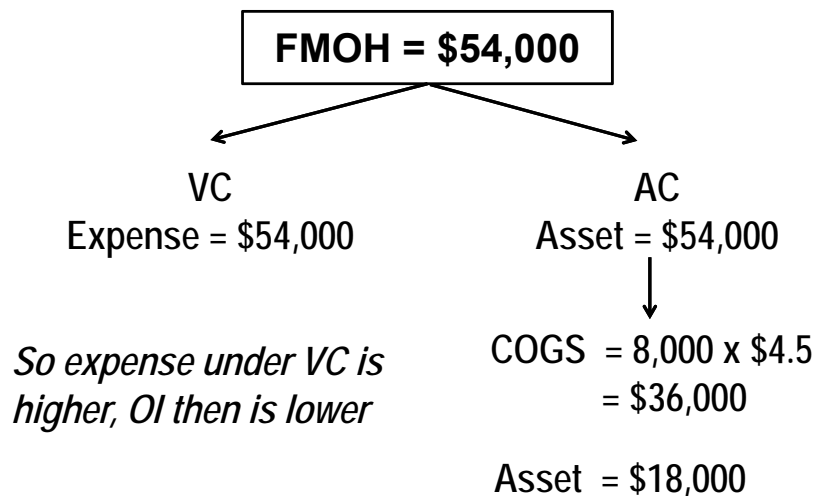 FMOH = $54,000
VC
Expense = $54,000
AC
Asset = $54,000
So expense under VC is
higher, OI then is lower
COGS = 8,000 x $4.5
= $36,000
Asset = $18,000